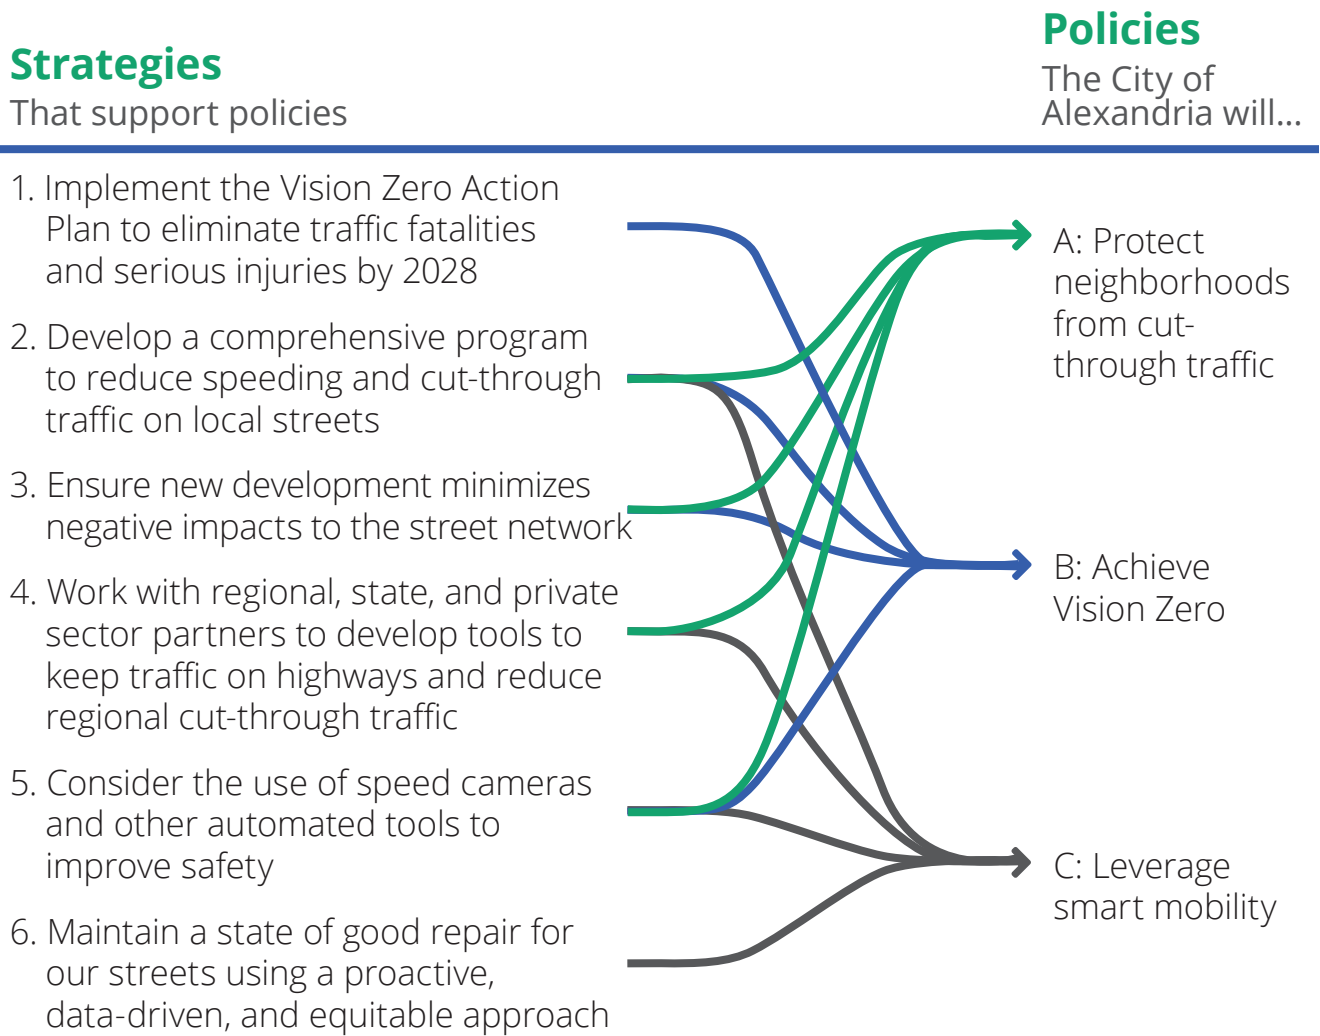 Strategies
That support policies
Policies
The City of
Alexandria will...
1. Implement the Vision Zero Action
Plan to eliminate traffic fatalities
and serious injuries by 2028
2. Develop a comprehensive program
to reduce speeding and cut-through
traffic on local streets
3. Ensure new development minimizes
negative impacts to the street network
4. Work with regional, state, and private
sector partners to develop tools to
keep traffic on highways and reduce
regional cut-through traffic
5. Consider the use of speed cameras
and other automated tools to
improve safety
6. Maintain a state of good repair for
our streets using a proactive,
data-driven, and equitable approach
A: Protect
neighborhoods
from cut-
through traffic
B: Achieve
Vision Zero
C: Leverage
smart mobility